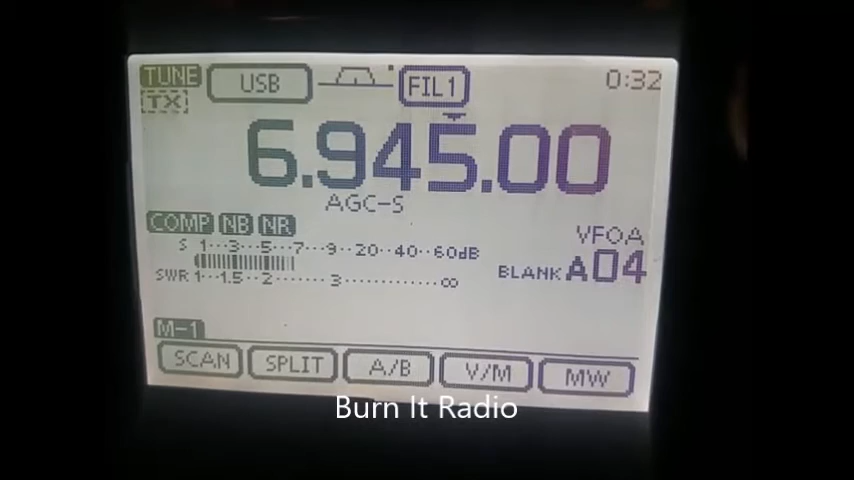 TUNE USB FIL1 0:32
TX
6.945.00
AGC-S
COMP NB NR
VFOA
S 1···3···5···7···9··20··40··60dB
BLANK A04
SWR 1···1.5··2·······3············∞
M-1
SCAN SPLIT A/B V/M MW
Burn It Radio